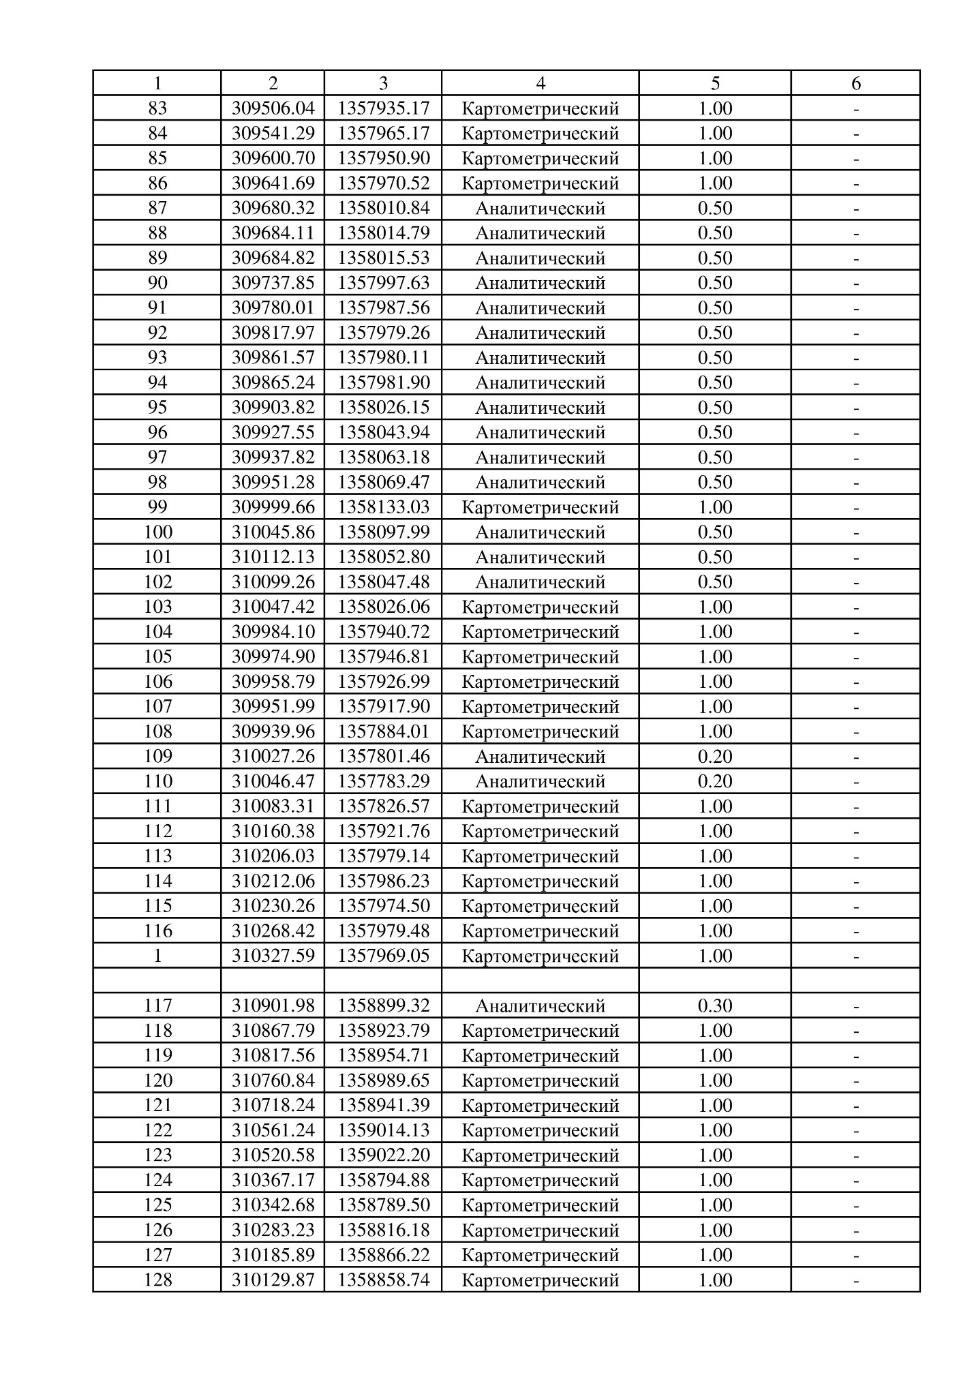 1 2 3 4 5 6
83 309506.04 1357935.17 Картометрический 1.00 -
84 309541.29 1357965.17 Картометрический 1.00 -
85 309600.70 1357950.90 Картометрический 1.00 -
86 309641.69 1357970.52 Картометрический 1.00 -
87 309680.32 1358010.84 Аналитический 0.50 -
88 309684.11 1358014.79 Аналитический 0.50 -
89 309684.82 1358015.53 Аналитический 0.50 -
90 309737.85 1357997.63 Аналитический 0.50 -
91 309780.01 1357987.56 Аналитический 0.50 -
92 309817.97 1357979.26 Аналитический 0.50 -
93 309861.57 1357980.11 Аналитический 0.50 -
94 309865.24 1357981.90 Аналитический 0.50 -
95 309903.82 1358026.15 Аналитический 0.50 -
96 309927.55 1358043.94 Аналитический 0.50 -
97 309937.82 1358063.18 Аналитический 0.50 -
98 309951.28 1358069.47 Аналитический 0.50 -
99 309999.66 1358133.03 Картометрический 1.00 -
100 310045.86 1358097.99 Аналитический 0.50 -
101 310112.13 1358052.80 Аналитический 0.50 -
102 310099.26 1358047.48 Аналитический 0.50 -
103 310047.42 1358026.06 Картометрический 1.00 -
104 309984.10 1357940.72 Картометрический 1.00 -
105 309974.90 1357946.81 Картометрический 1.00 -
106 309958.79 1357926.99 Картометрический 1.00 -
107 309951.99 1357917.90 Картометрический 1.00 -
108 309939.96 1357884.01 Картометрический 1.00 -
109 310027.26 1357801.46 Аналитический 0.20 -
110 310046.47 1357783.29 Аналитический 0.20 -
111 310083.31 1357826.57 Картометрический 1.00 -
112 310160.38 1357921.76 Картометрический 1.00 -
113 310206.03 1357979.14 Картометрический 1.00 -
114 310212.06 1357986.23 Картометрический 1.00 -
115 310230.26 1357974.50 Картометрический 1.00 -
116 310268.42 1357979.48 Картометрический 1.00 -
1 310327.59 1357969.05 Картометрический 1.00 -
117 310901.98 1358899.32 Аналитический 0.30 -
118 310867.79 1358923.79 Картометрический 1.00 -
119 310817.56 1358954.71 Картометрический 1.00 -
120 310760.84 1358989.65 Картометрический 1.00 -
121 310718.24 1358941.39 Картометрический 1.00 -
122 310561.24 1359014.13 Картометрический 1.00 -
123 310520.58 1359022.20 Картометрический 1.00 -
124 310367.17 1358794.88 Картометрический 1.00 -
125 310342.68 1358789.50 Картометрический 1.00 -
126 310283.23 1358816.18 Картометрический 1.00 -
127 310185.89 1358866.22 Картометрический 1.00 -
128 310129.87 1358858.74 Картометрический 1.00 -